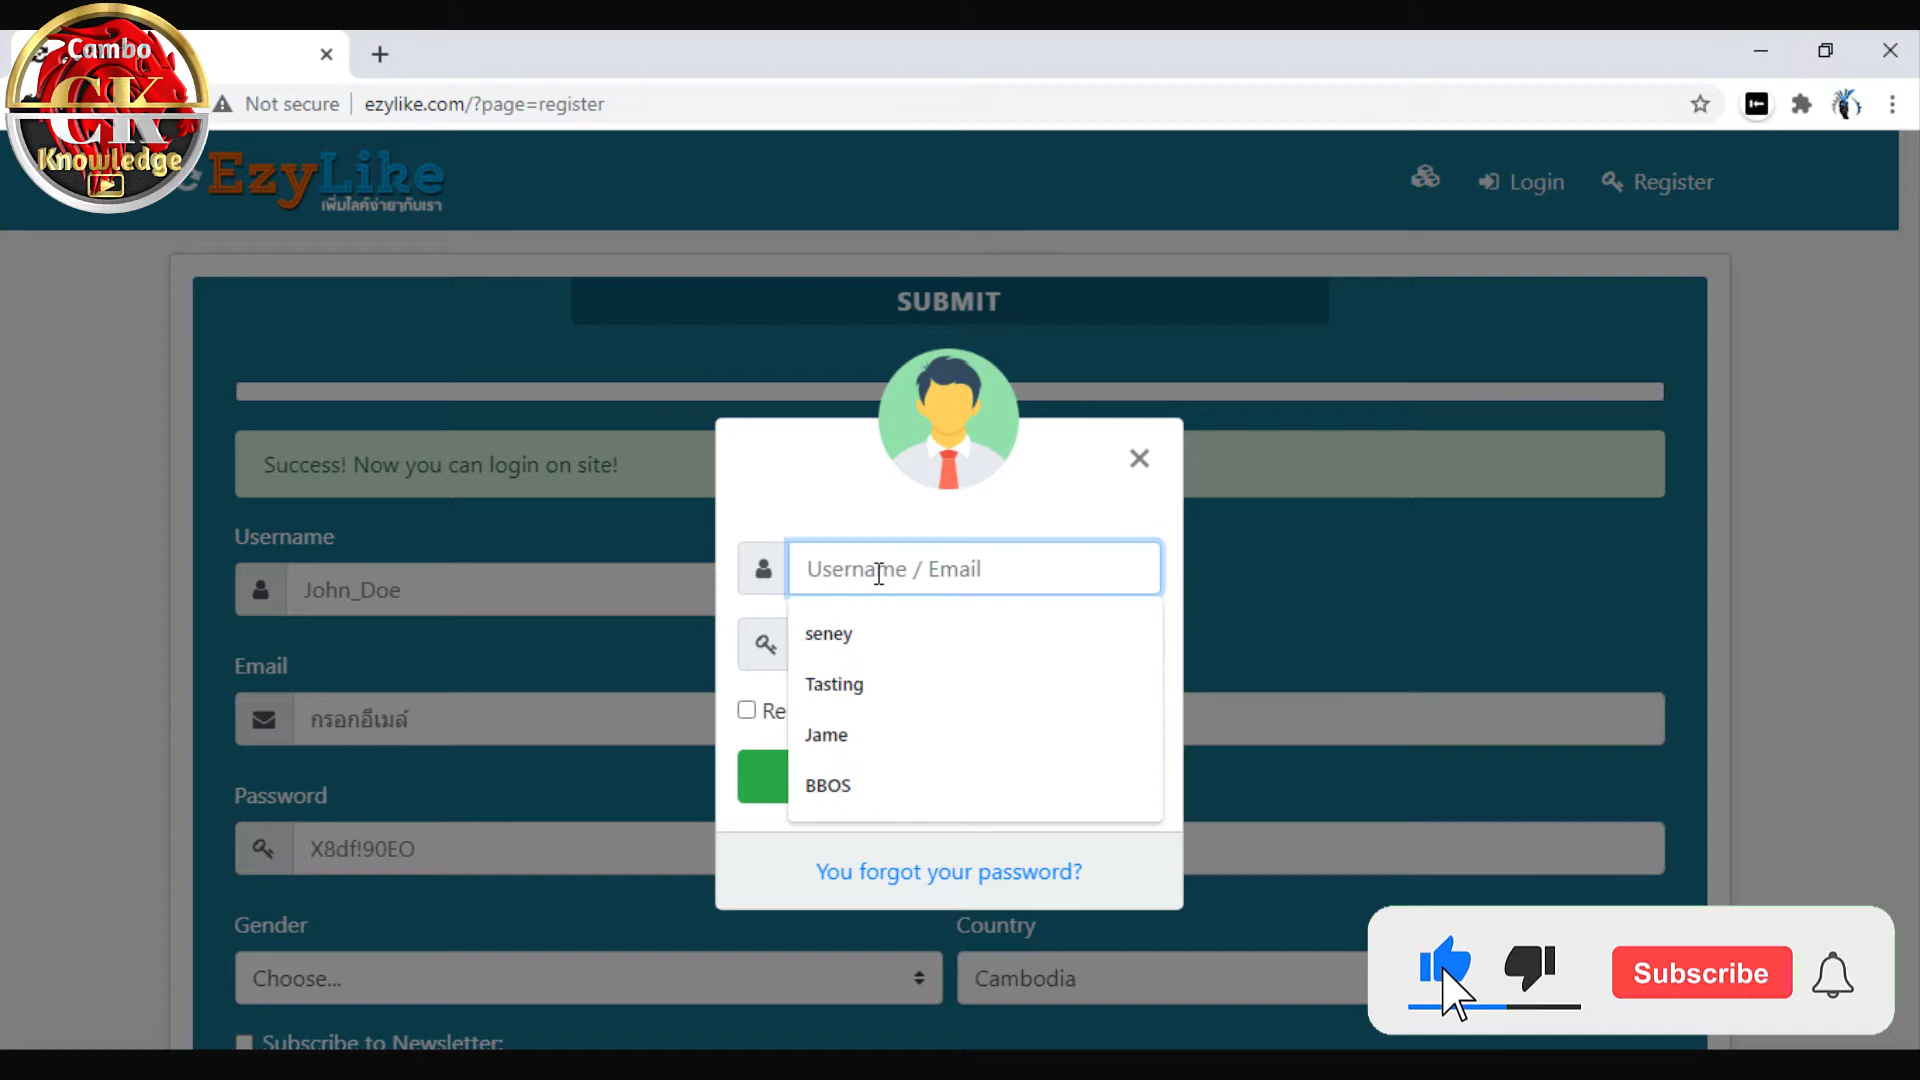 Cambo
CK
Knowledge
Not secure
ezylike.com/?page=register
EzyLike
เพิ่มไลค์ง่ายๆกับเรา
Login
Register
SUBMIT
Success! Now you can login on site!
Username
John_Doe
Email
กรอกอีเมล์
Password
X8df!90EO
Gender
Country
Choose...
Cambodia
Subscribe to Newsletter:
Username / Email
seney
Tasting
Jame
BBOS
Re
You forgot your password?
Subscribe